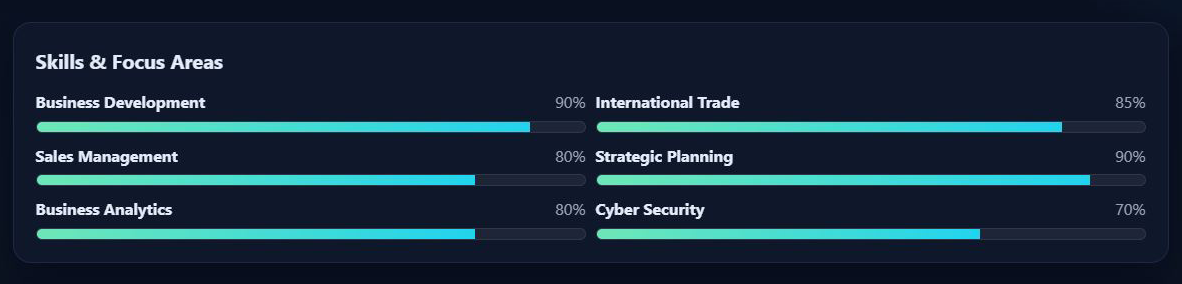 Skills & Focus Areas
Business Development 90% International Trade 85%
Sales Management 80% Strategic Planning 90%
Business Analytics 80% Cyber Security 70%